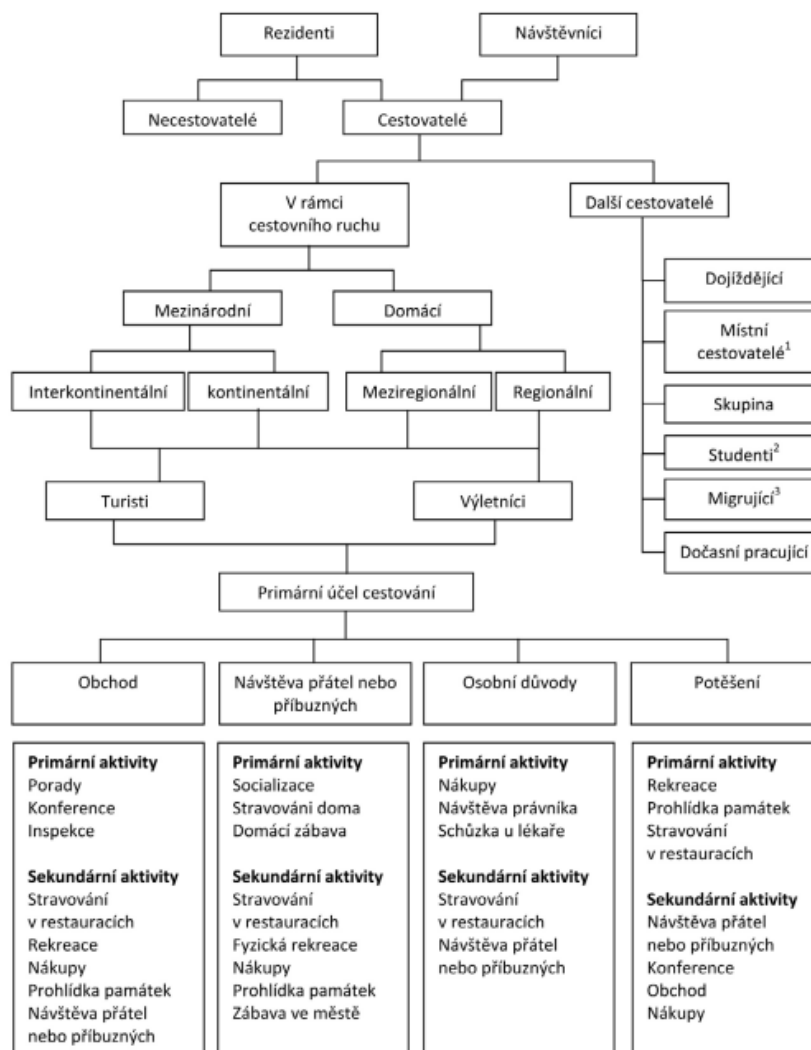 Rezidenti
Návštěvníci
Necestovatelé
Cestovatelé
V rámci
cestovního ruchu
Další cestovatelé
Mezinárodní
Domácí
Interkontinentální
kontinentální
Meziregionální
Regionální
Turisti
Výletníci
Dojíždějící
Místní
cestovatelé¹
Skupina
Studenti²
Migrující³
Dočasní pracující
Primární účel cestování
Obchod
Návštěva přátel nebo
příbuzných
Osobní důvody
Potěšení
Primární aktivity
Porady
Konference
Inspekce
Sekundární aktivity
Stravování
v restauracích
Rekreace
Nákupy
Prohlídka památek
Návštěva přátel
nebo příbuzných
Primární aktivity
Socializace
Stravováni doma
Domácí zábava
Sekundární aktivity
Stravování
v restauracích
Fyzická rekreace
Nákupy
Prohlídka památek
Zábava ve městě
Primární aktivity
Nákupy
Návštěva právníka
Schůzka u lékaře
Sekundární aktivity
Stravování
v restauracích
Návštěva přátel
nebo příbuzných
Primární aktivity
Rekreace
Prohlídka památek
Stravování
v restauracích
Sekundární aktivity
Návštěva přátel
nebo příbuzných
Konference
Obchod
Nákupy